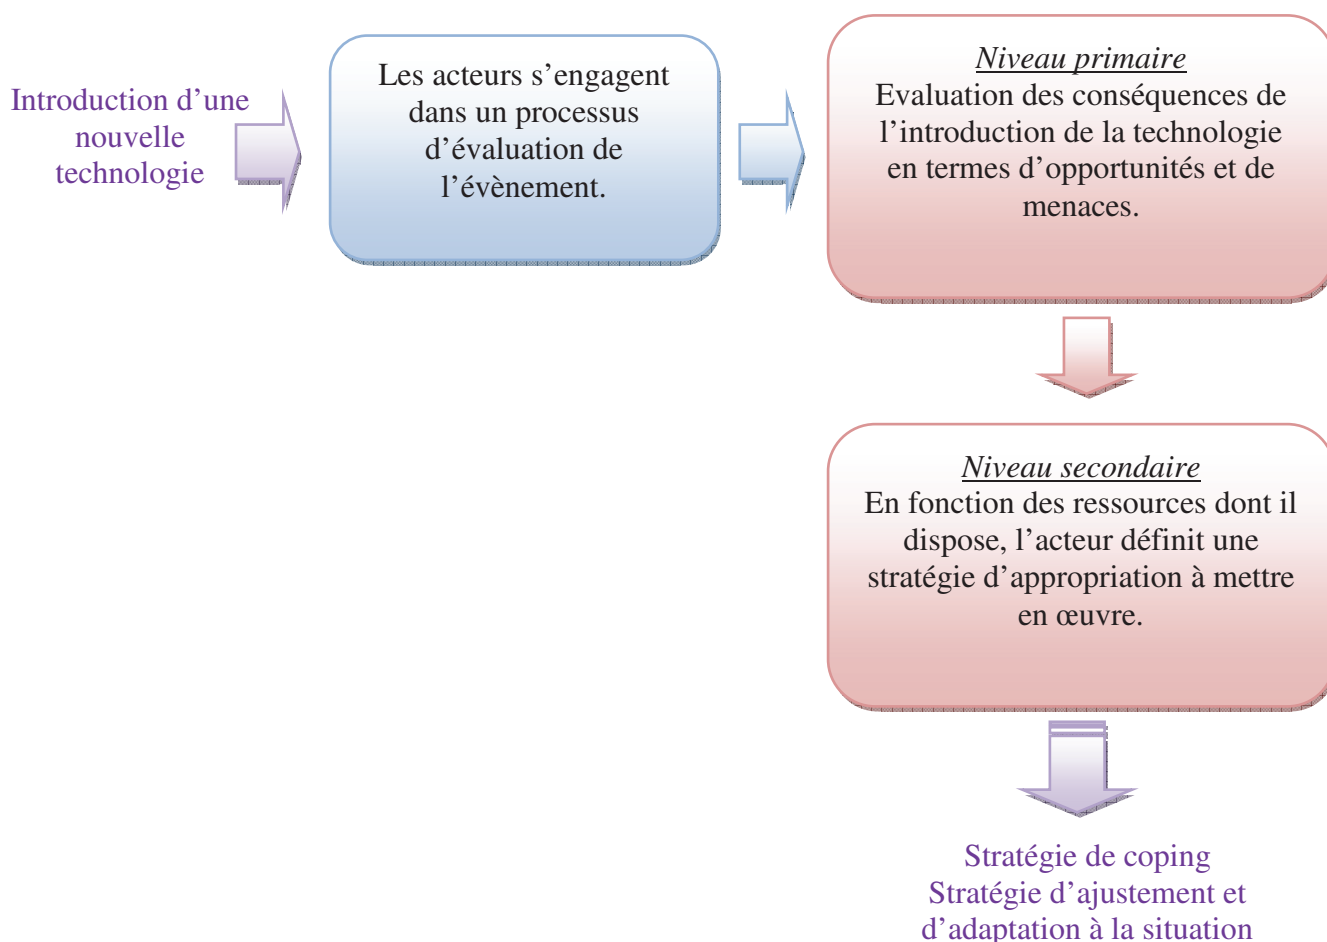 Introduction d’une
nouvelle
technologie
Les acteurs s’engagent
dans un processus
d’évaluation de
l’évènement.
Niveau primaire
Evaluation des conséquences de
l’introduction de la technologie
en termes d’opportunités et de
menaces.
Niveau secondaire
En fonction des ressources dont il
dispose, l’acteur définit une
stratégie d’appropriation à mettre
en œuvre.
Stratégie de coping
Stratégie d’ajustement et
d’adaptation à la situation